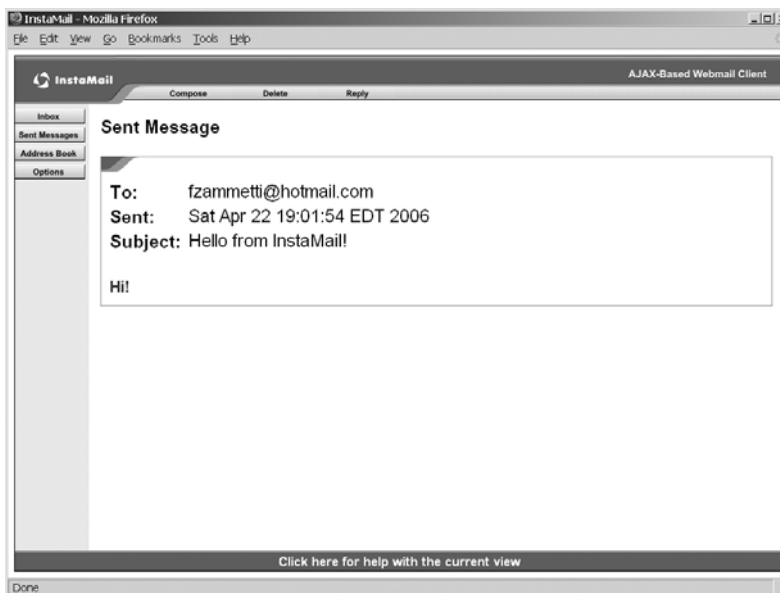 InstaMail - Mozilla Firefox
File Edit View Go Bookmarks Tools Help
InstaMail
AJAX-Based Webmail Client
Compose Delete Reply
Inbox
Sent Messages
Address Book
Options
Sent Message
To: fzammetti@hotmail.com
Sent: Sat Apr 22 19:01:54 EDT 2006
Subject: Hello from InstaMail!
Hi!
Click here for help with the current view
Done